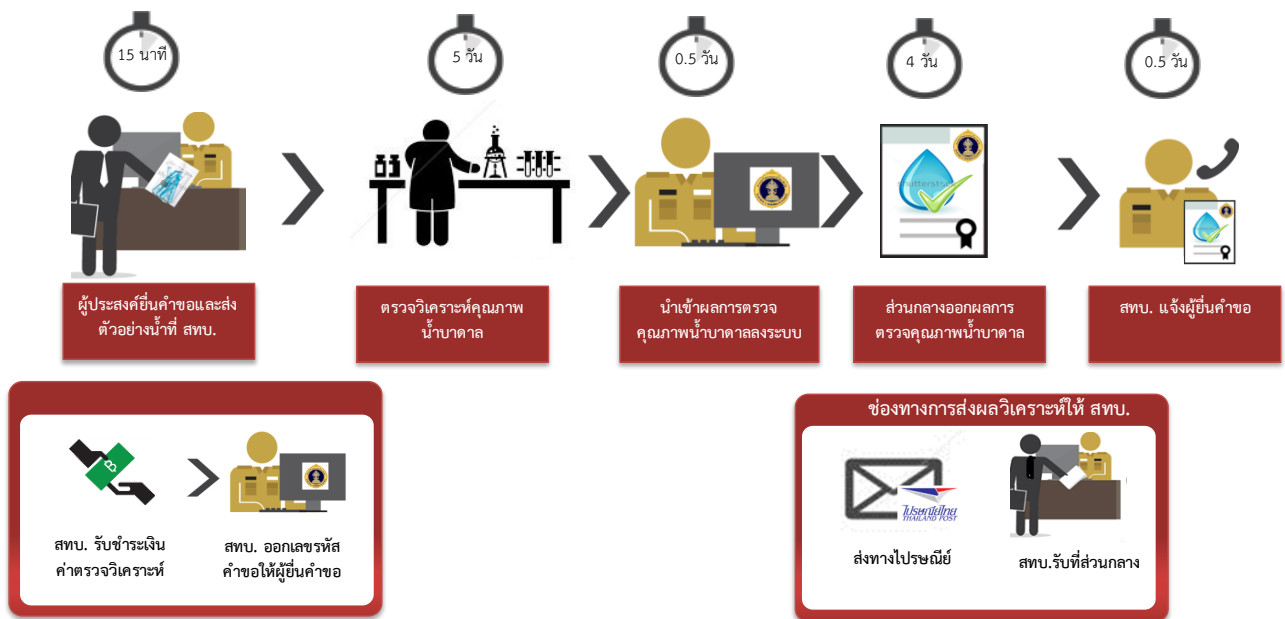 15 นาที
5 วัน
0.5 วัน
4 วัน
0.5 วัน
shutterstock
ผู้ประสงค์ยื่นคำขอและส่ง
ตัวอย่างน้ำที่ สทบ.
ตรวจวิเคราะห์คุณภาพ
น้ำบาดาล
นำเข้าผลการตรวจ
คุณภาพน้ำบาดาลลงระบบ
ส่วนกลางออกผลการ
ตรวจคุณภาพน้ำบาดาล
สทบ. แจ้งผู้ยื่นคำขอ
฿
สทบ. รับชำระเงิน
ค่าตรวจวิเคราะห์
สทบ. ออกเลขรหัส
คำขอให้ผู้ยื่นคำขอ
ช่องทางการส่งผลวิเคราะห์ให้ สทบ.
ไปรษณีย์ไทย
THAILAND POST
ส่งทางไปรษณีย์
สทบ.รับที่ส่วนกลาง